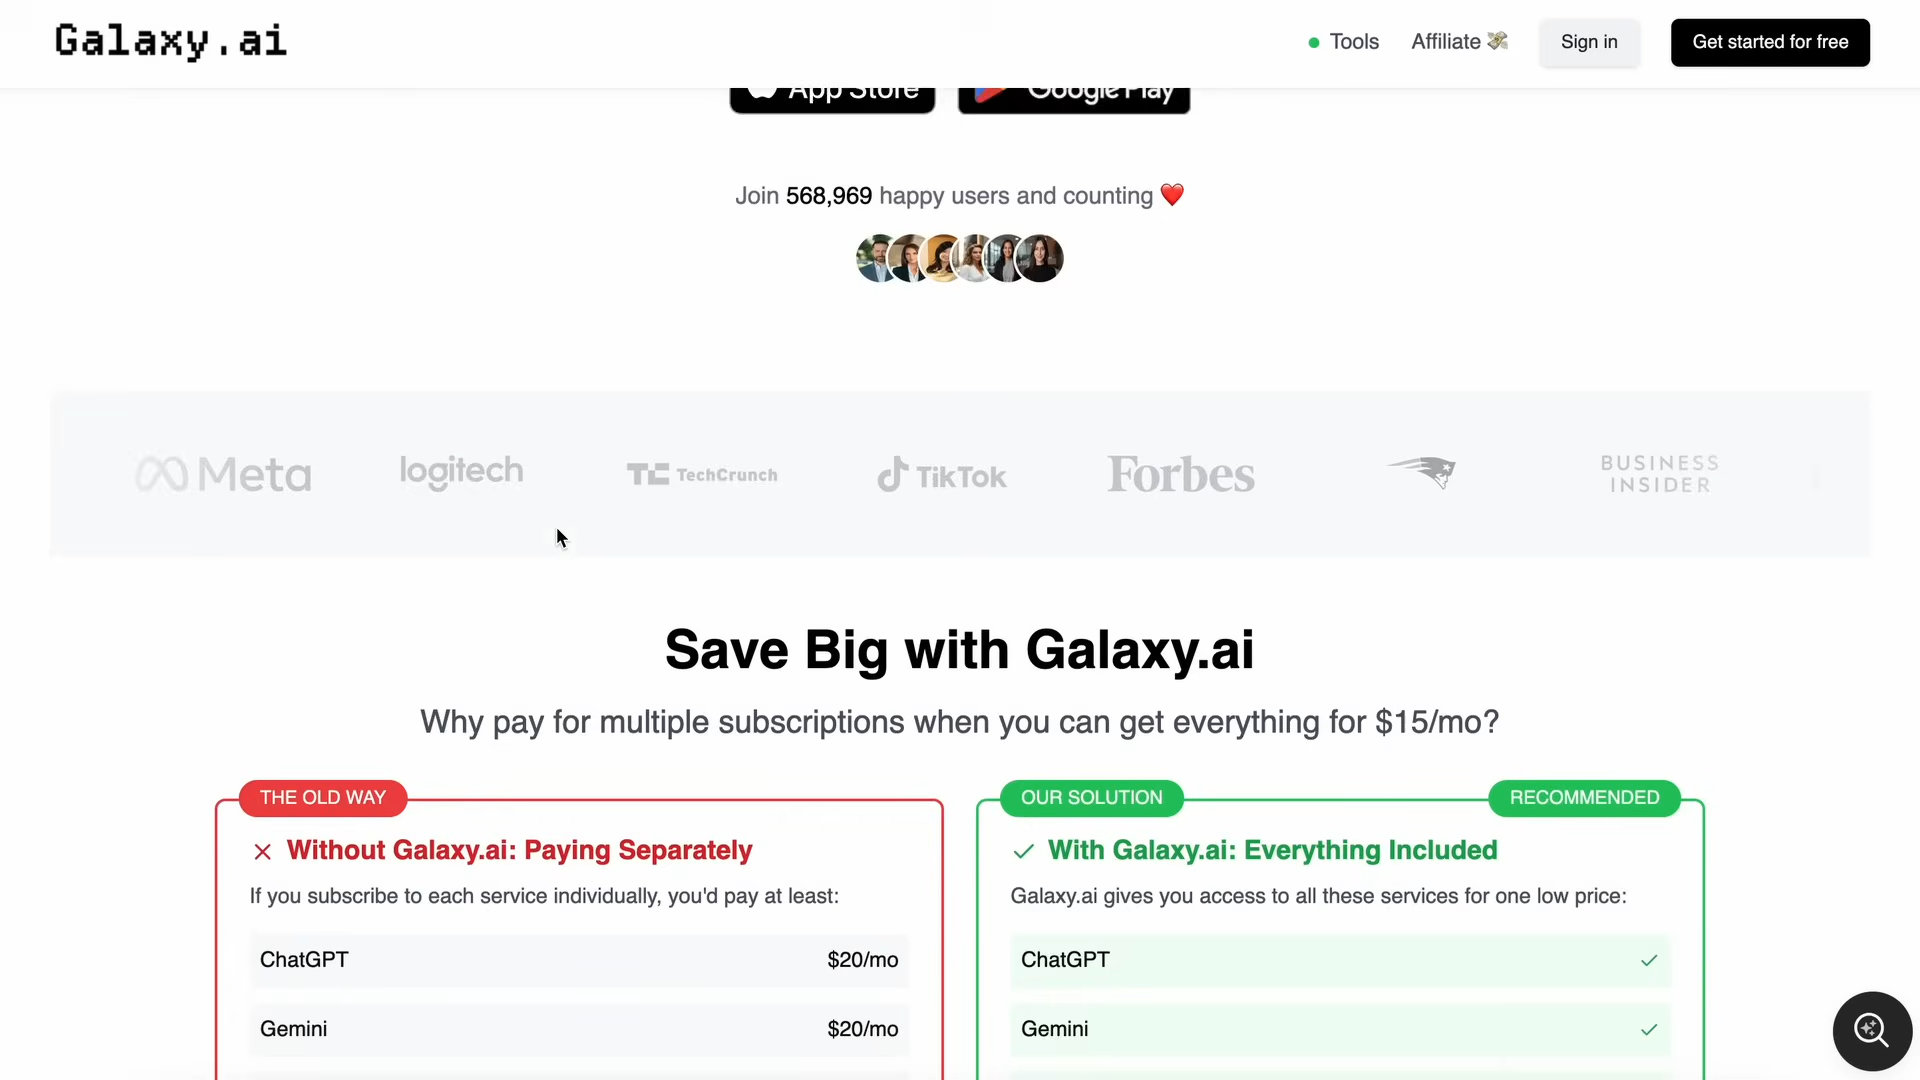 Galaxy.ai
Tools
Affiliate 💸
Sign in
Get started for free
App Store
Google Play
Join 568,969 happy users and counting ❤️
Meta
logitech
TechCrunch
TikTok
Forbes
BUSINESS
INSIDER
Save Big with Galaxy.ai
Why pay for multiple subscriptions when you can get everything for $15/mo?
THE OLD WAY
Without Galaxy.ai: Paying Separately
If you subscribe to each service individually, you'd pay at least:
ChatGPT $20/mo
Gemini $20/mo
OUR SOLUTION
RECOMMENDED
With Galaxy.ai: Everything Included
Galaxy.ai gives you access to all these services for one low price:
ChatGPT
Gemini